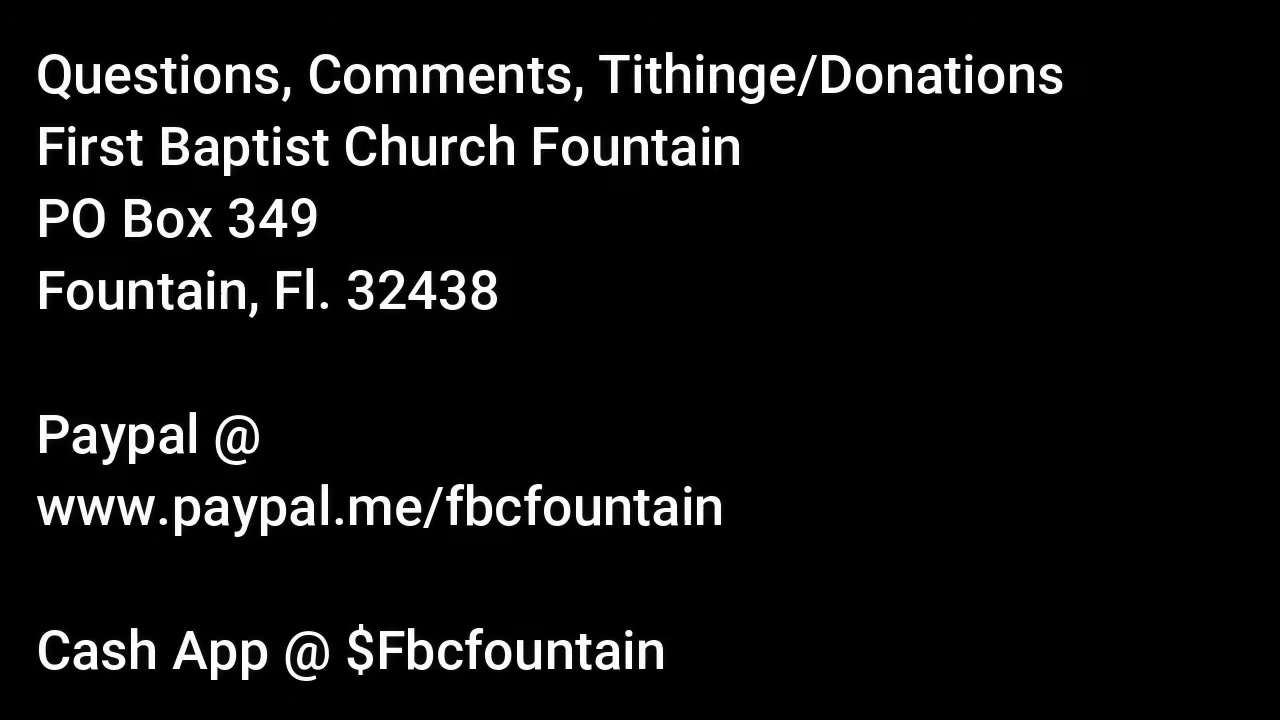 Questions, Comments, Tithinge/Donations
First Baptist Church Fountain
PO Box 349
Fountain, Fl. 32438
Paypal @
www.paypal.me/fbcfountain
Cash App @ $Fbcfountain